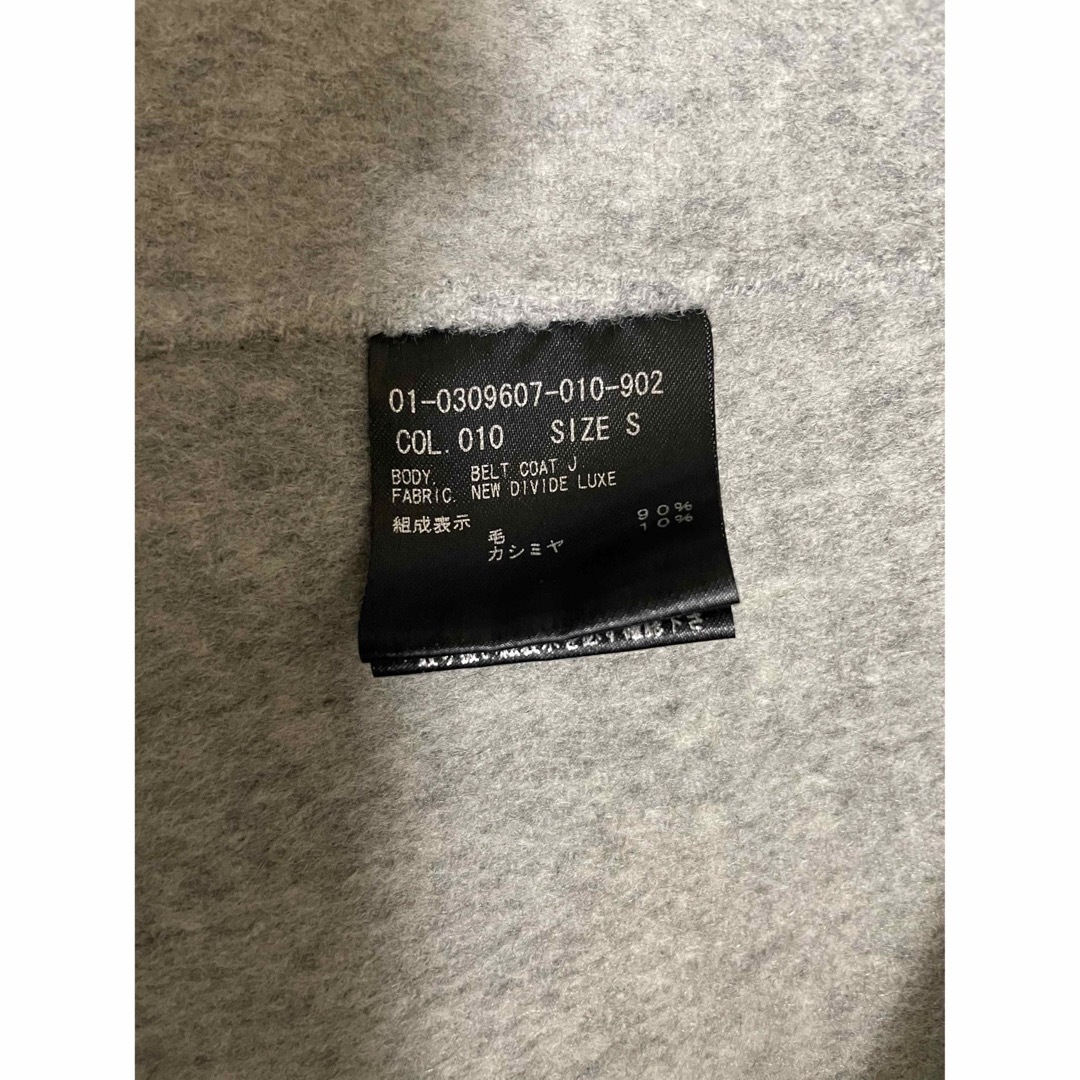 01-0309607-010-902
COL. 010 SIZE S
BODY. BELT COAT J
FABRIC. NEW DIVIDE LUXE
組成表示
毛 90%
カシミヤ 10%